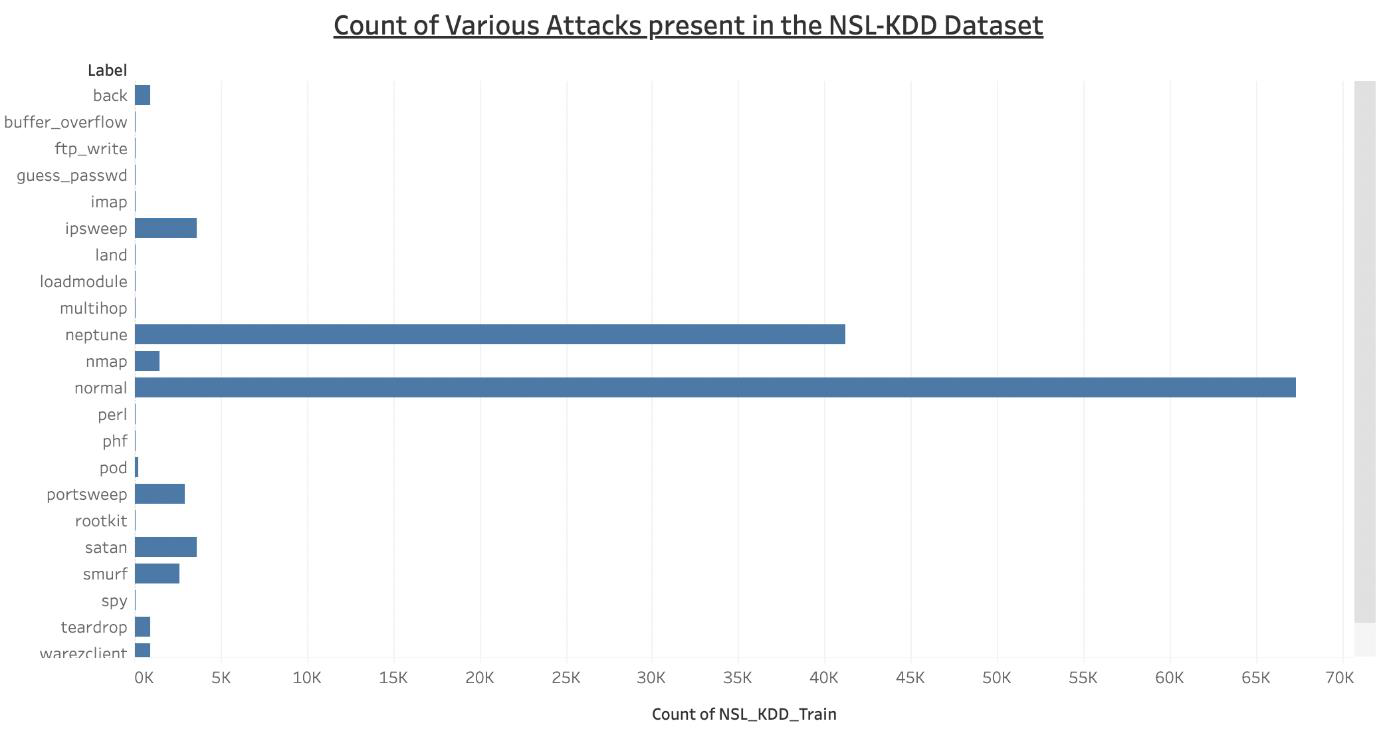 Count of Various Attacks present in the NSL-KDD Dataset
Label
back
buffer_overflow
ftp_write
guess_passwd
imap
ipsweep
land
loadmodule
multihop
neptune
nmap
normal
perl
phf
pod
portsweep
rootkit
satan
smurf
spy
teardrop
warezclient
0K 5K 10K 15K 20K 25K 30K 35K 40K 45K 50K 55K 60K 65K 70K
Count of NSL_KDD_Train